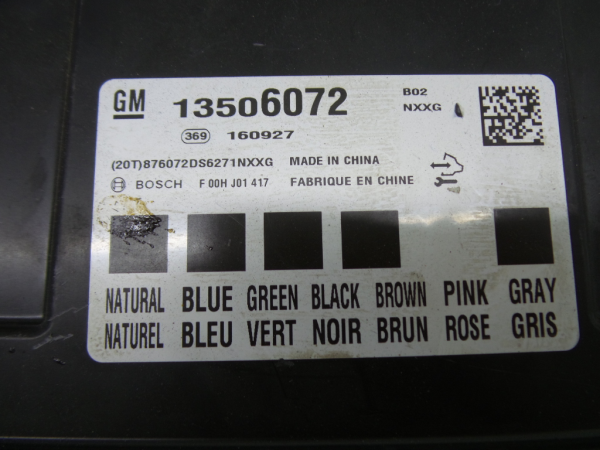 GM 13506072 B02
NXXG
369 160927
(20T)876072DS6271NXXG MADE IN CHINA
BOSCH F 00H J01 417 FABRIQUE EN CHINE
NATURAL BLUE GREEN BLACK BROWN PINK GRAY
NATUREL BLEU VERT NOIR BRUN ROSE GRIS